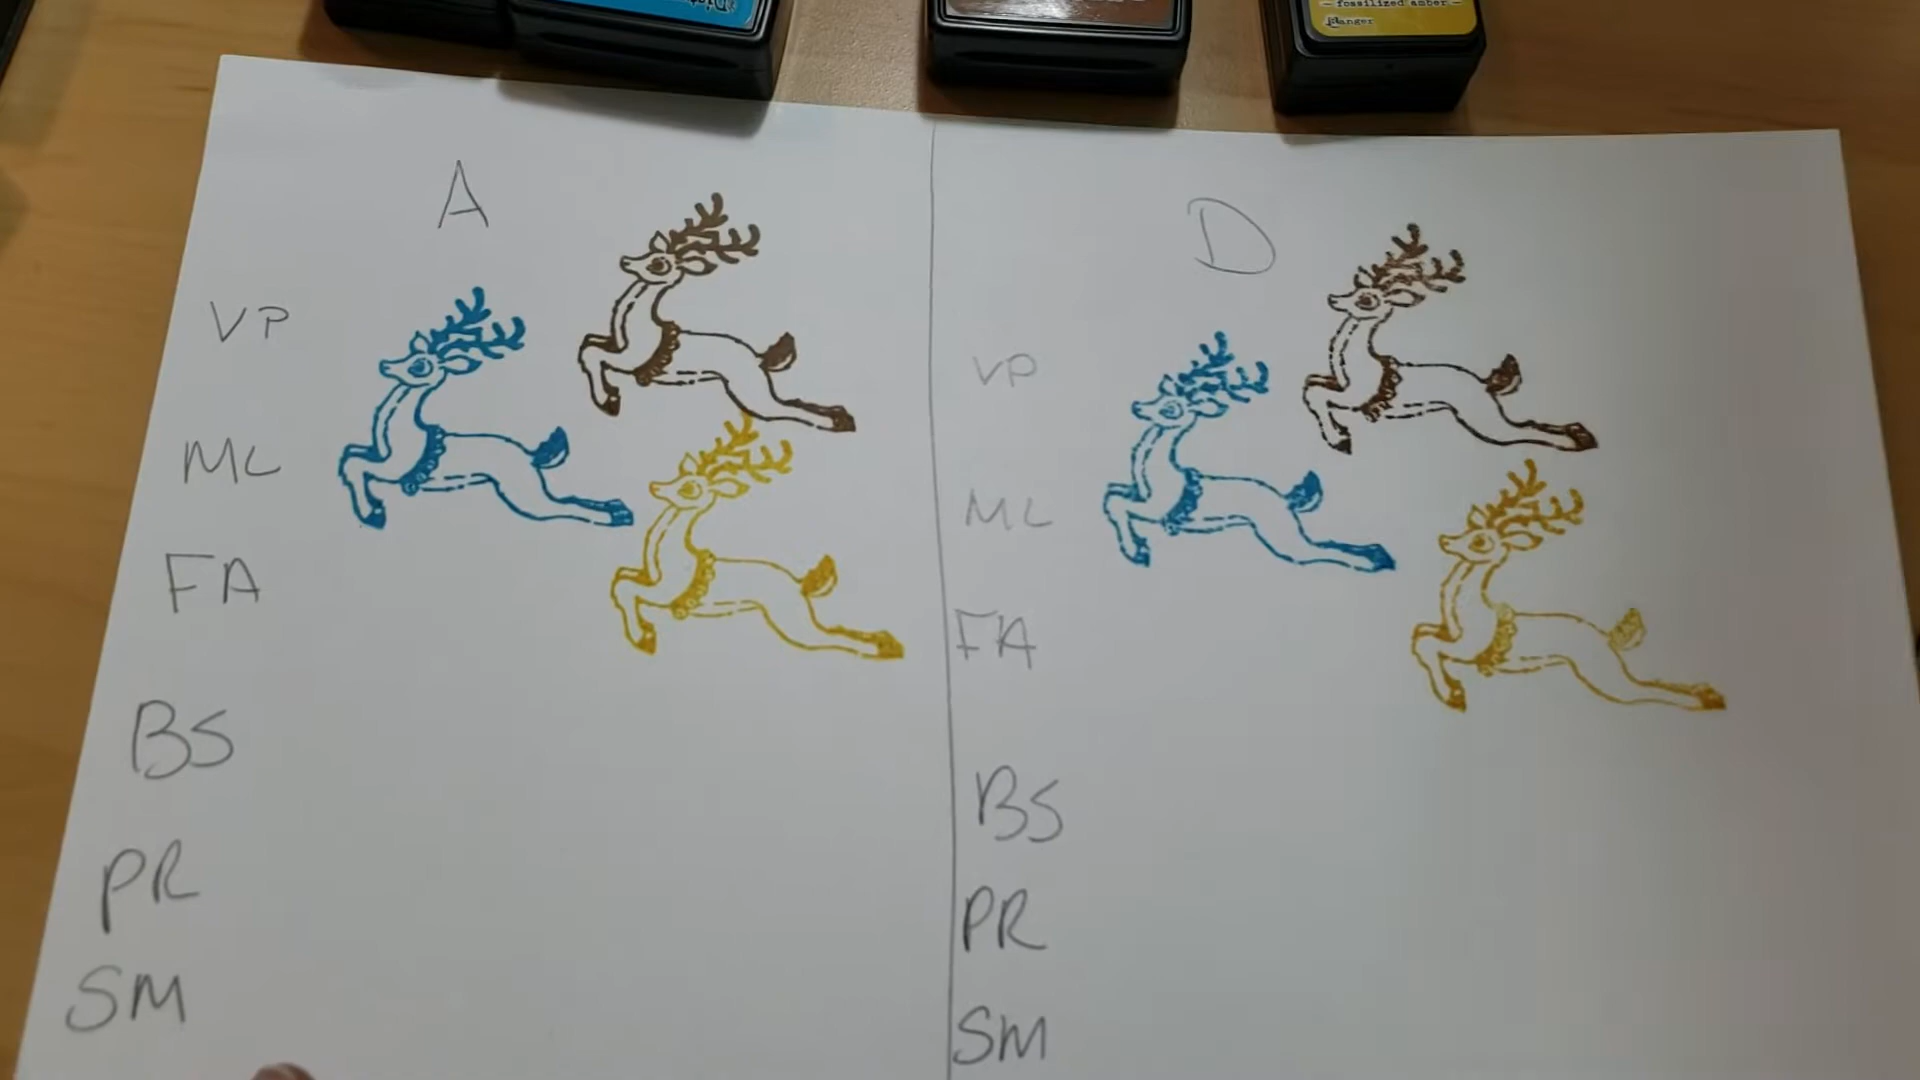 - fossilized amber -
Ranger
A
VP
ML
FA
BS
PR
SM
D
VP
ML
FA
BS
PR
SM